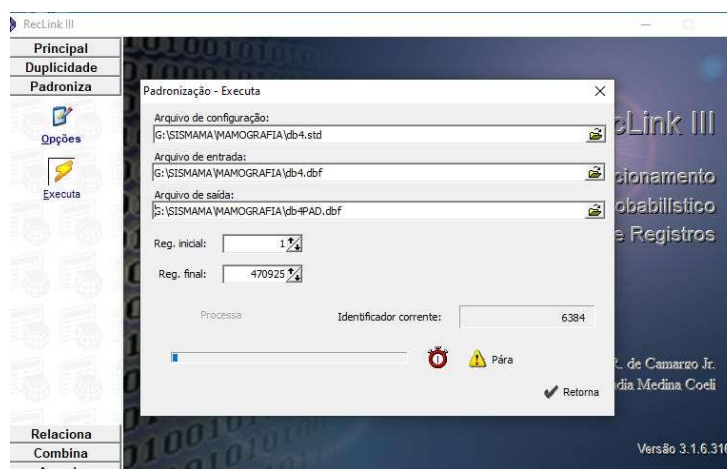 RecLink III
Principal
Duplicidade
Padroniza
Opções
Executa
Relaciona
Combina
Padronização - Executa
Arquivo de configuração:
G:\SISMAMA\MAMOGRAFIA\db4.std
Arquivo de entrada:
G:\SISMAMA\MAMOGRAFIA\db4.dbf
Arquivo de saída:
G:\SISMAMA\MAMOGRAFIA\db4PAD.dbf
Reg. inicial: 1
Reg. final: 470925
Processa
Identificador corrente: 6384
Pára
Retorna
cLink III
cionamento
obabilístico
e Registros
R. de Camargo Jr.
dia Medina Coeli
Versão 3.1.6.316